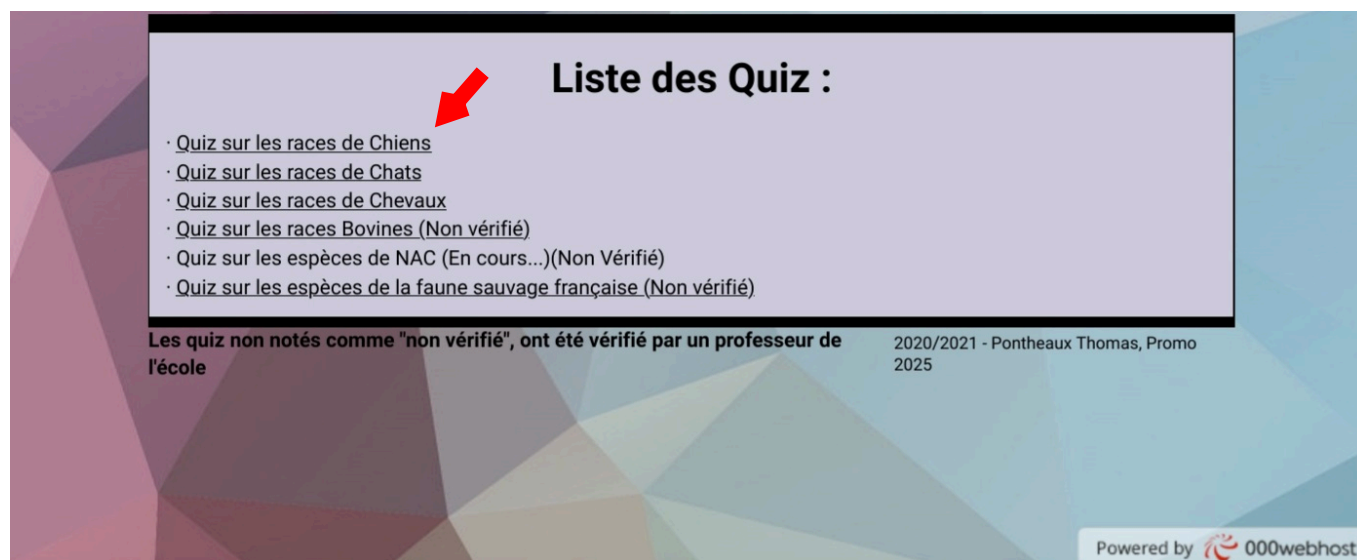 Liste des Quiz :
· Quiz sur les races de Chiens
· Quiz sur les races de Chats
· Quiz sur les races de Chevaux
· Quiz sur les races Bovines (Non vérifié)
· Quiz sur les espèces de NAC (En cours...)(Non Vérifié)
· Quiz sur les espèces de la faune sauvage française (Non vérifié)
Les quiz non notés comme "non vérifié", ont été vérifié par un professeur de
l'école
2020/2021 - Pontheaux Thomas, Promo
2025
Powered by 000webhost